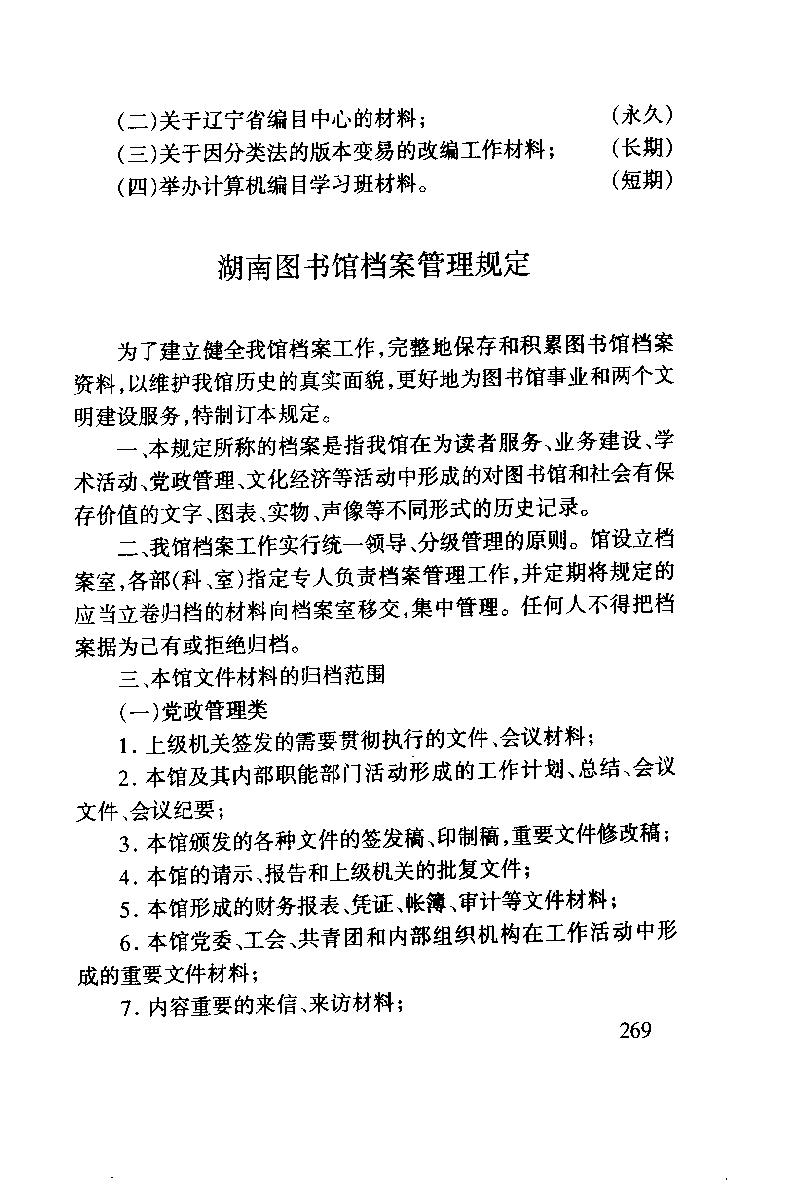 (二)关于辽宁省编目中心的材料; (永久)
(三)关于因分类法的版本变易的改编工作材料; (长期)
(四)举办计算机编目学习班材料。 (短期)
湖南图书馆档案管理规定
为了建立健全我馆档案工作,完整地保存和积累图书馆档案
资料,以维护我馆历史的真实面貌,更好地为图书馆事业和两个文
明建设服务,特制订本规定。
一、本规定所称的档案是指我馆在为读者服务、业务建设、学
术活动、党政管理、文化经济等活动中形成的对图书馆和社会有保
存价值的文字、图表、实物、声像等不同形式的历史记录。
二、我馆档案工作实行统一领导、分级管理的原则。馆设立档
案室,各部(科、室)指定专人负责档案管理工作,并定期将规定的
应当立卷归档的材料向档案室移交,集中管理。任何人不得把档
案据为己有或拒绝归档。
三、本馆文件材料的归档范围
(一)党政管理类
1. 上级机关签发的需要贯彻执行的文件、会议材料;
2. 本馆及其内部职能部门活动形成的工作计划、总结、会议
文件、会议纪要;
3. 本馆颁发的各种文件的签发稿、印制稿,重要文件修改稿;
4. 本馆的请示、报告和上级机关的批复文件;
5. 本馆形成的财务报表、凭证、帐簿、审计等文件材料;
6. 本馆党委、工会、共青团和内部组织机构在工作活动中形
成的重要文件材料;
7. 内容重要的来信、来访材料;
269